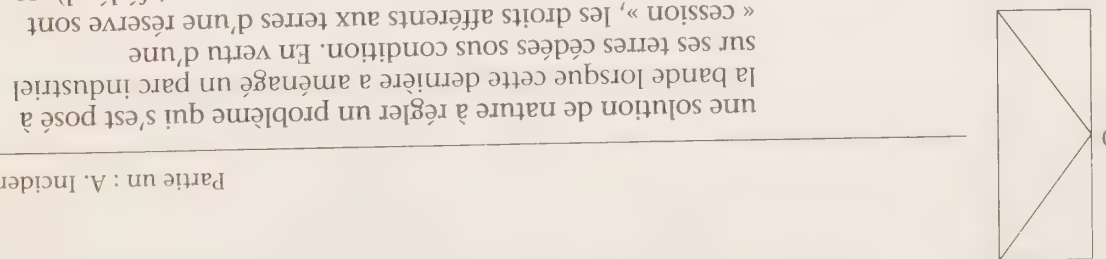 Partie un : A.
une solution de nature à régler un problème qui s'est posé à
la bande lorsque cette dernière a aménagé un parc industriel
sur ses terres cédées sous condition. En vertu d'une
« cession », les droits afférents aux terres d'une réserve sont